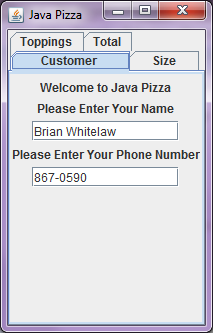 Java Pizza
Toppings Total
Customer Size
Welcome to Java Pizza
Please Enter Your Name
Brian Whitelaw
Please Enter Your Phone Number
867-0590